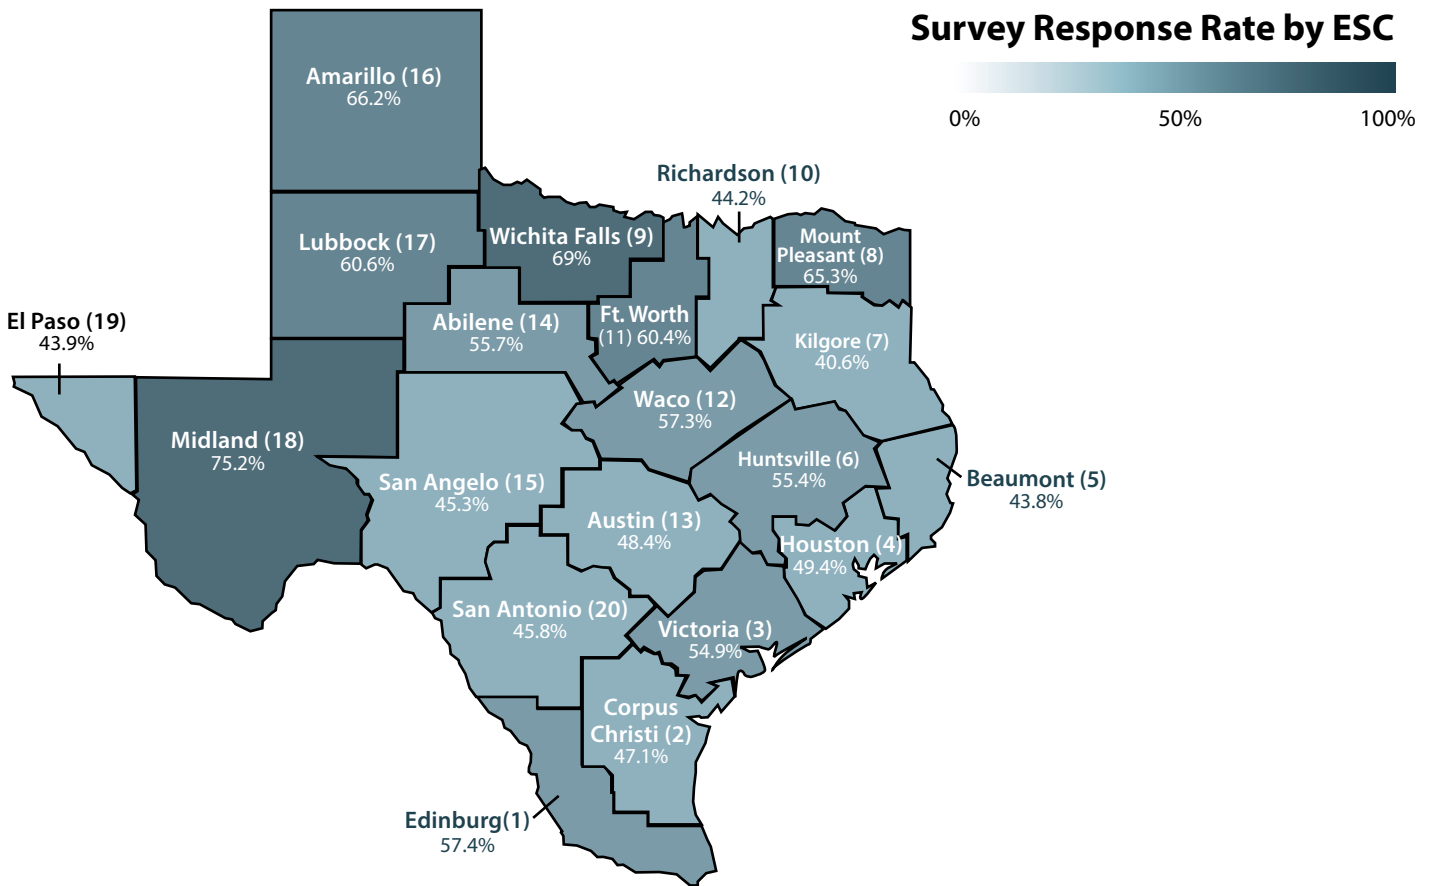 Survey Response Rate by ESC
0%
50%
100%
Amarillo (16)
66.2%
Richardson (10)
44.2%
Lubbock (17)
60.6%
Wichita Falls (9)
69%
Mount
Pleasant (8)
65.3%
El Paso (19)
43.9%
Abilene (14)
55.7%
Ft. Worth
(11) 60.4%
Kilgore (7)
40.6%
Waco (12)
57.3%
Midland (18)
75.2%
Huntsville (6)
55.4%
San Angelo (15)
45.3%
Beaumont (5)
43.8%
Austin (13)
48.4%
Houston (4)
49.4%
San Antonio (20)
45.8%
Victoria (3)
54.9%
Corpus
Christi (2)
47.1%
Edinburg(1)
57.4%